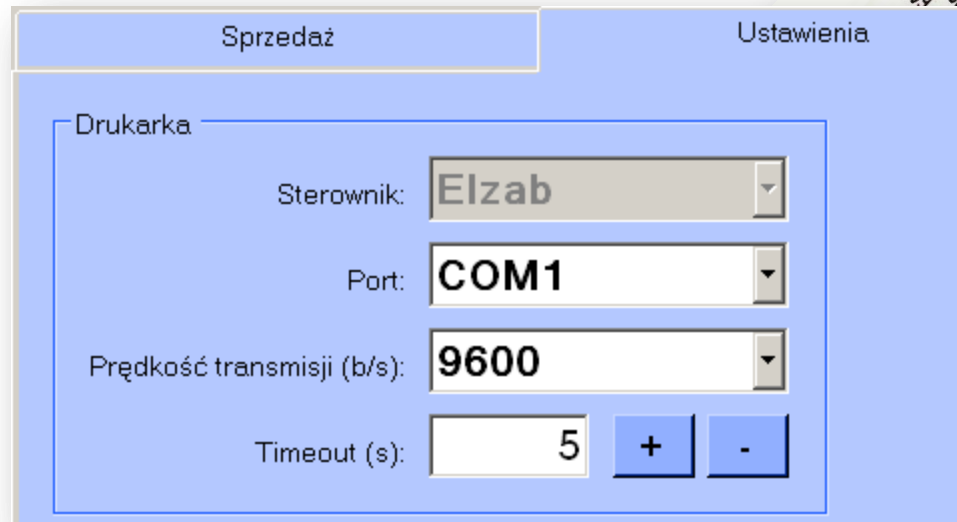 Sprzedaż Ustawienia
Drukarka
Sterownik: Elzab
Port: COM1
Prędkość transmisji (b/s): 9600
Timeout (s): 5 + -